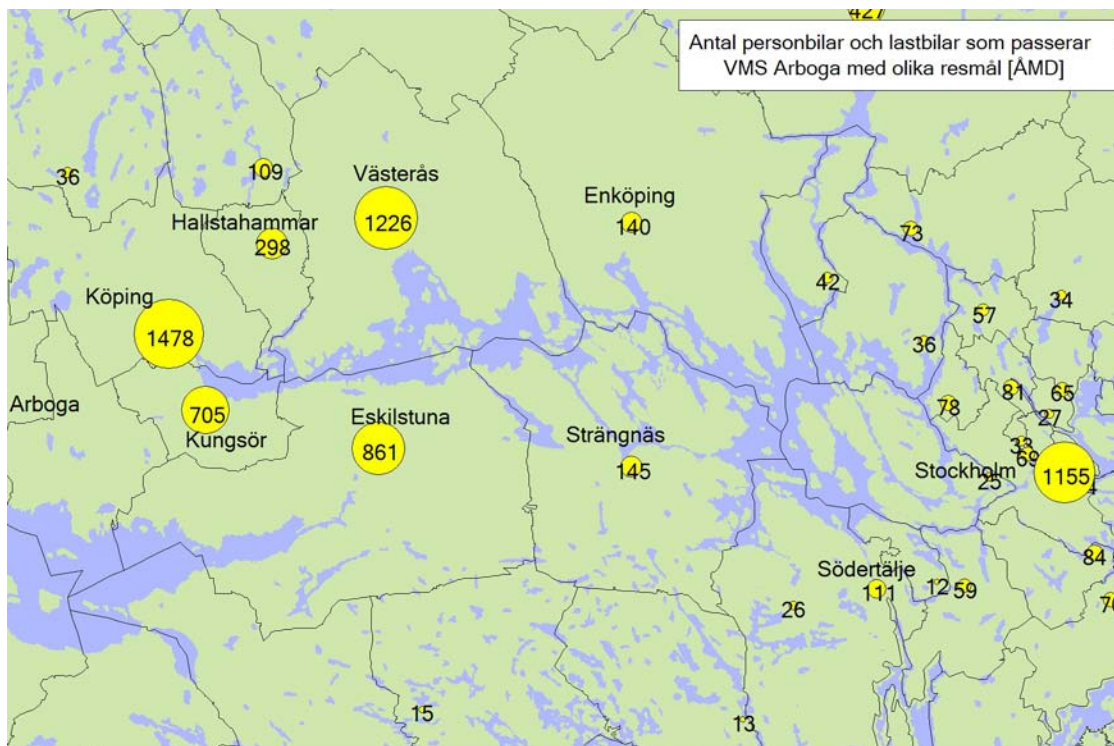 427
Antal personbilar och lastbilar som passerar
VMS Arboga med olika resmål [ÅMD]
36
109
Västerås
1226
Enköping
140
Hallstahammar
298
73
42
Köping
1478
34
57
36
81
65
78
27
Arboga
705
Kungsör
Eskilstuna
861
Strängnäs
145
33
69
Stockholm
1155
25
84
Södertälje
111
12
59
26
15
13